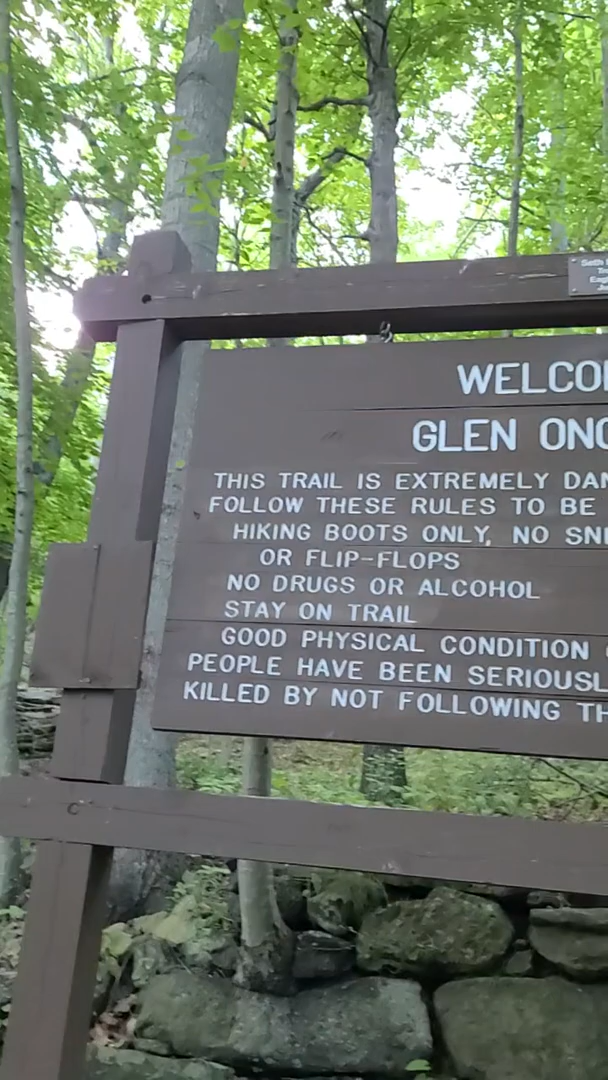 Seth
WELCO
GLEN ONO
THIS TRAIL IS EXTREMELY DAN
FOLLOW THESE RULES TO BE
HIKING BOOTS ONLY, NO SN
OR FLIP-FLOPS
NO DRUGS OR ALCOHOL
STAY ON TRAIL
GOOD PHYSICAL CONDITION
PEOPLE HAVE BEEN SERIOUSL
KILLED BY NOT FOLLOWING TH